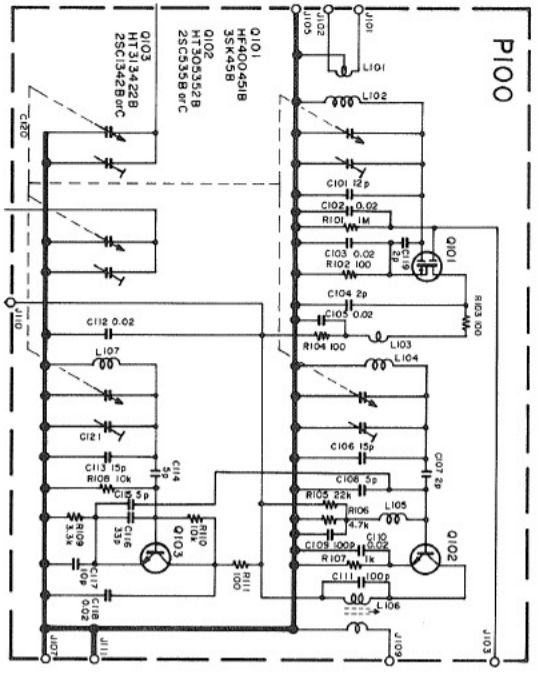 P100
J105
J102
J101
L101
L102
Q101
HF400451B
3SK45B
Q102
HT305352B
2SC535B or C
Q103
HT313422B
2SC1342B or C
C120
C101 12p
C102 0.02
R101 1M
C103 0.02
R102 100
C119
2p
Q101
C104 2p
C105 0.02
R103 100
R104 100
L103
J110
C112 0.02
L107
L104
C121
C106 15p
C113 15p
R108 10k
C114
5p
C107 2p
C108 5p
C115 5p
R105 22k
L105
R106
4.7k
R109
3.3k
C116
33p
R110
10k
Q103
C109 100p
C110
0.02
Q102
R107 1k
C117
10p
R111
100
C111 100p
C118
0.02
L106
J107
J111
J109
J103